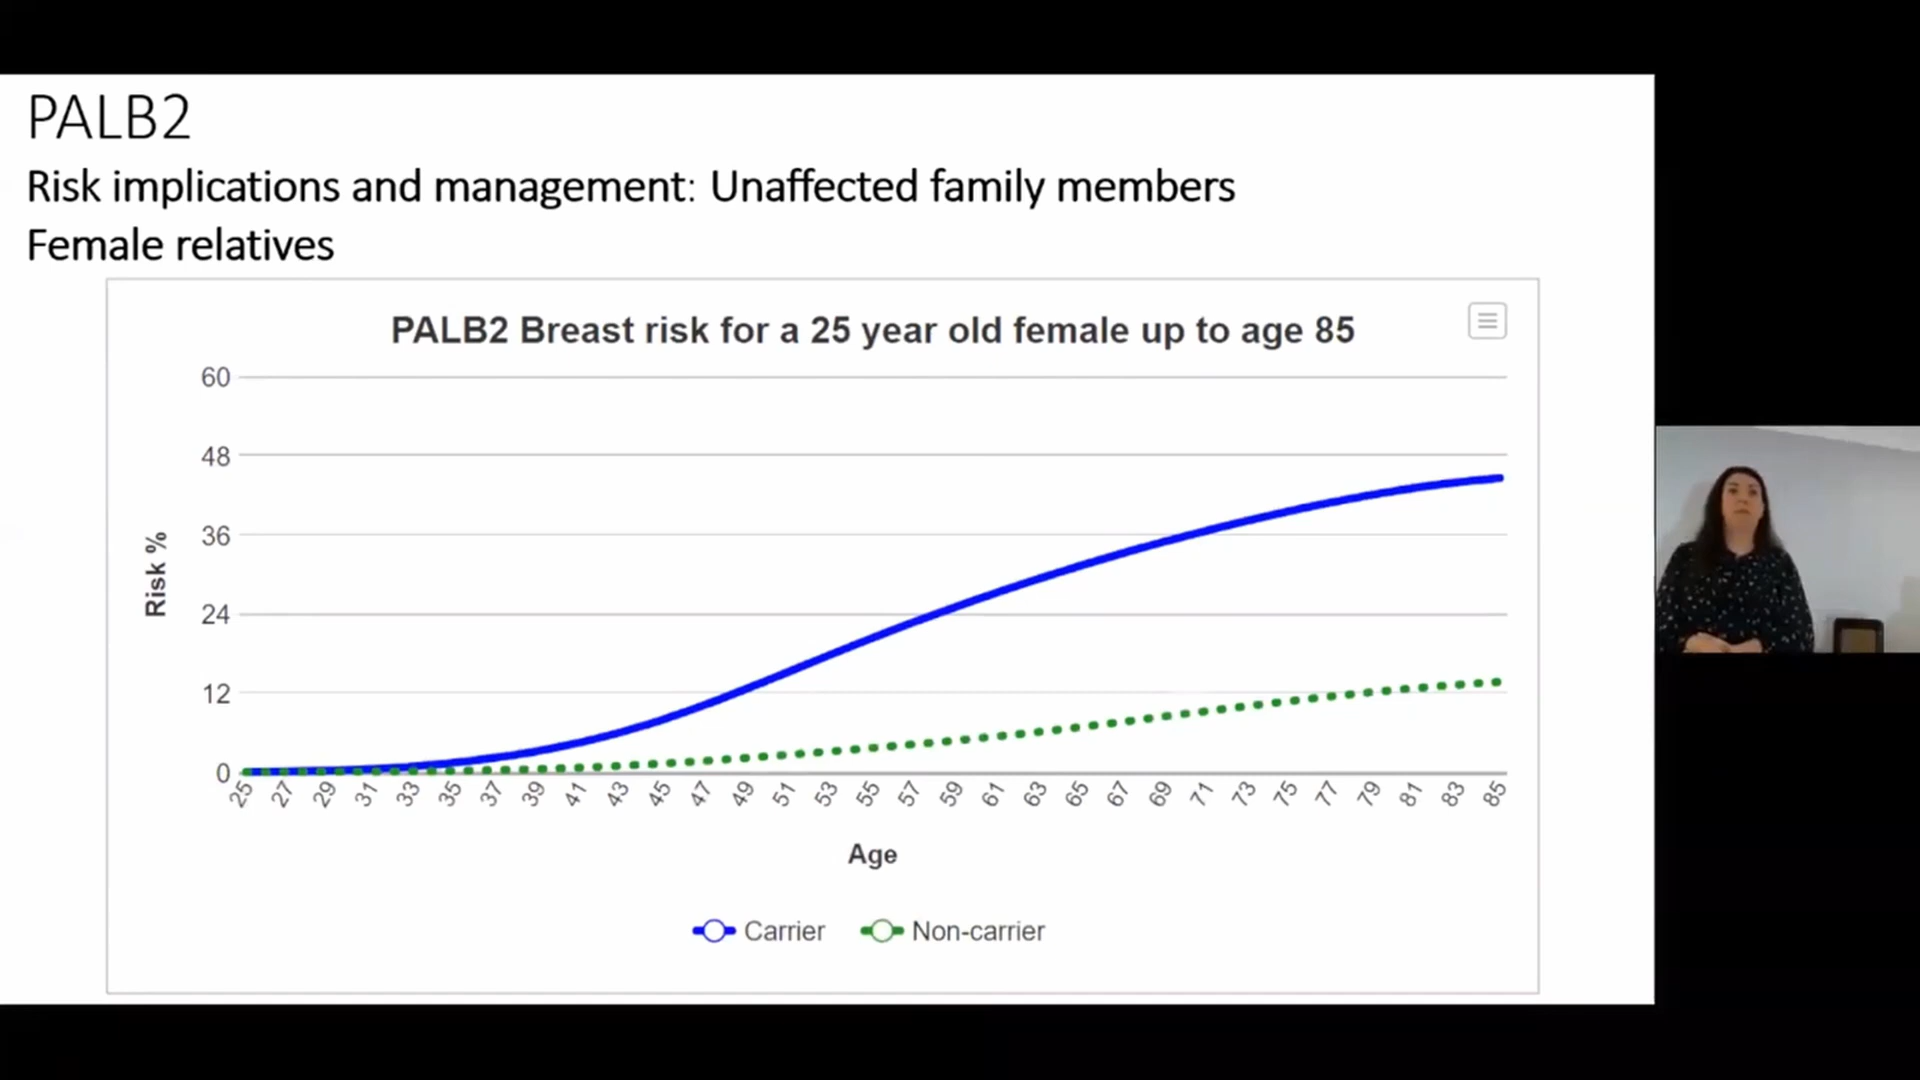 PALB2
Risk implications and management: Unaffected family members
Female relatives
PALB2 Breast risk for a 25 year old female up to age 85
60
48
36
24
12
0
Risk %
25 27 29 31 33 35 37 39 41 43 45 47 49 51 53 55 57 59 61 63 65 67 69 71 73 75 77 79 81 83 85
Age
Carrier Non-carrier